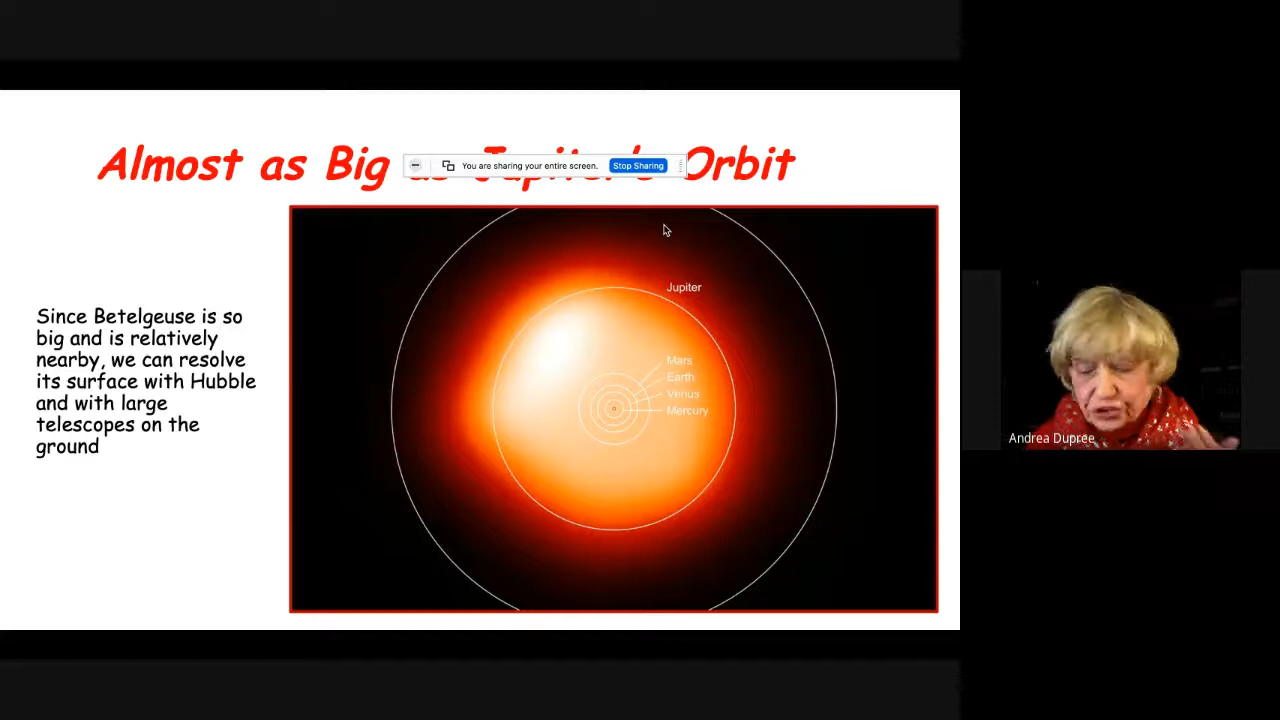 Almost as Big as Jupiter's Orbit
You are sharing your entire screen. Stop Sharing
Since Betelgeuse is so
big and is relatively
nearby, we can resolve
its surface with Hubble
and with large
telescopes on the
ground
Jupiter
Mars
Earth
Venus
Mercury
Andrea Dupree